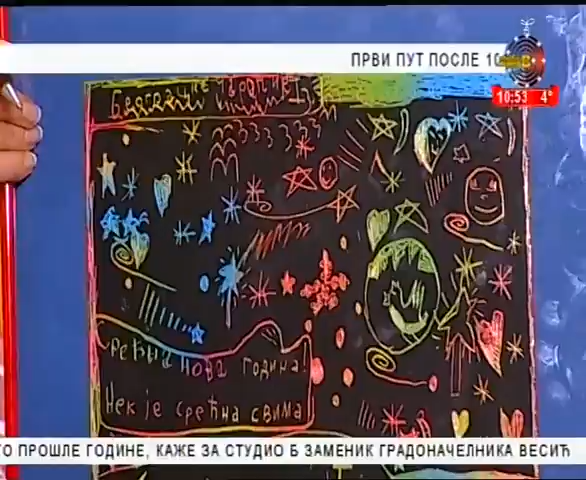 ПРВИ ПУТ ПОСЛЕ 10
10:53 4°
Срећна нова година!
Нек је срећна свима
ТО ПРОШЛЕ ГОДИНЕ, КАЖЕ ЗА СТУДИО Б ЗАМЕНИК ГРАДОНАЧЕЛНИКА ВЕСИЋ